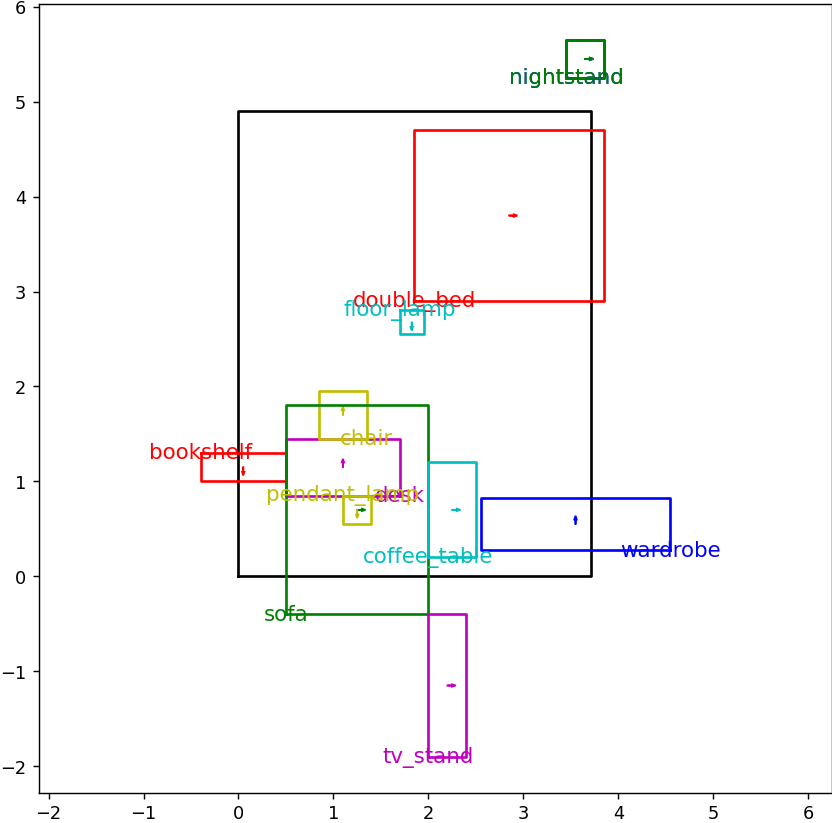 6
nightstand
5
4
3
double_bed
floor_lamp
2
chair
bookshelf
1
pendant_lamp
desk
wardrobe
coffee_table
0
sofa
−1
tv_stand
−2
−2 −1 0 1 2 3 4 5 6